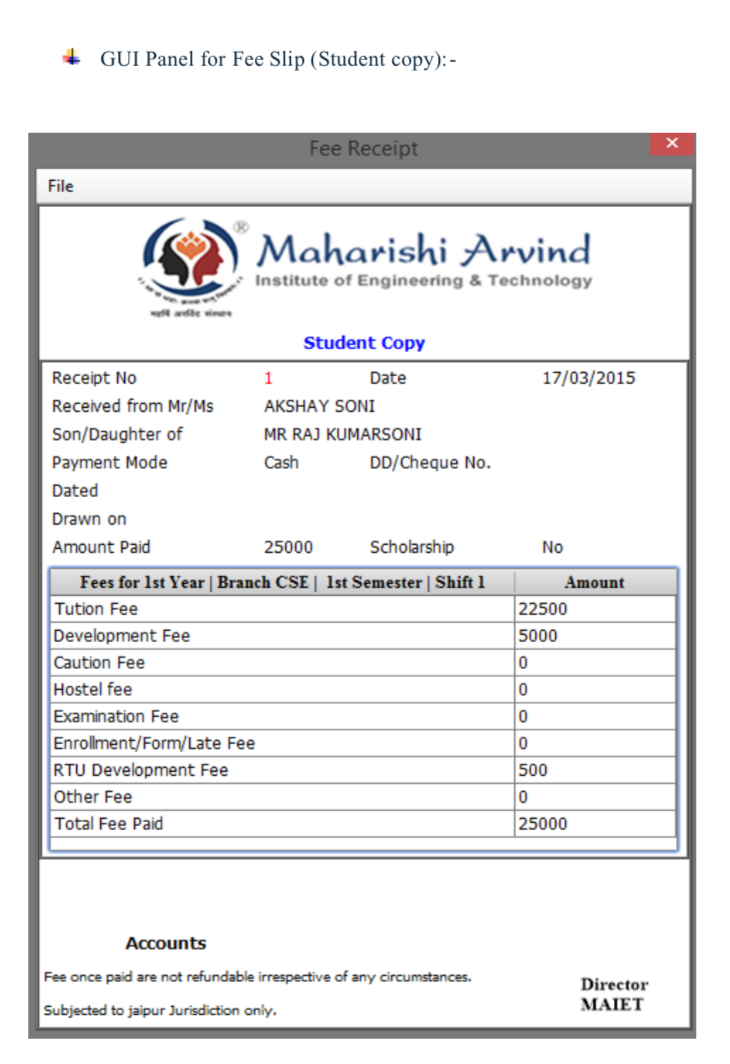 GUI Panel for Fee Slip (Student copy):-
Fee Receipt
File
®
Maharishi Arvind
Institute of Engineering & Technology
महर्षि अरविंद संस्थान
Student Copy
Receipt No 1 Date 17/03/2015
Received from Mr/Ms AKSHAY SONI
Son/Daughter of MR RAJ KUMARSONI
Payment Mode Cash DD/Cheque No.
Dated
Drawn on
Amount Paid 25000 Scholarship No
Fees for 1st Year | Branch CSE | 1st Semester | Shift 1 Amount
Tution Fee 22500
Development Fee 5000
Caution Fee 0
Hostel fee 0
Examination Fee 0
Enrollment/Form/Late Fee 0
RTU Development Fee 500
Other Fee 0
Total Fee Paid 25000
Accounts
Fee once paid are not refundable irrespective of any circumstances.
Director
MAIET
Subjected to jaipur Jurisdiction only.